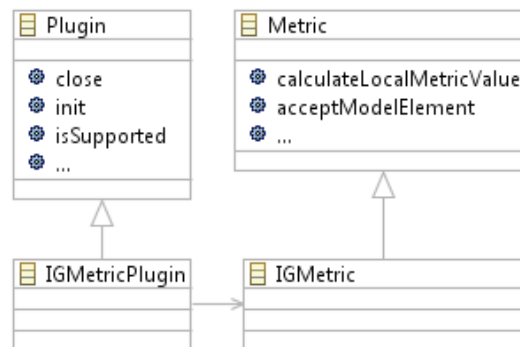 Plugin
close
init
isSupported
...
Metric
calculateLocalMetricValue
acceptModelElement
...
IGMetricPlugin
IGMetric